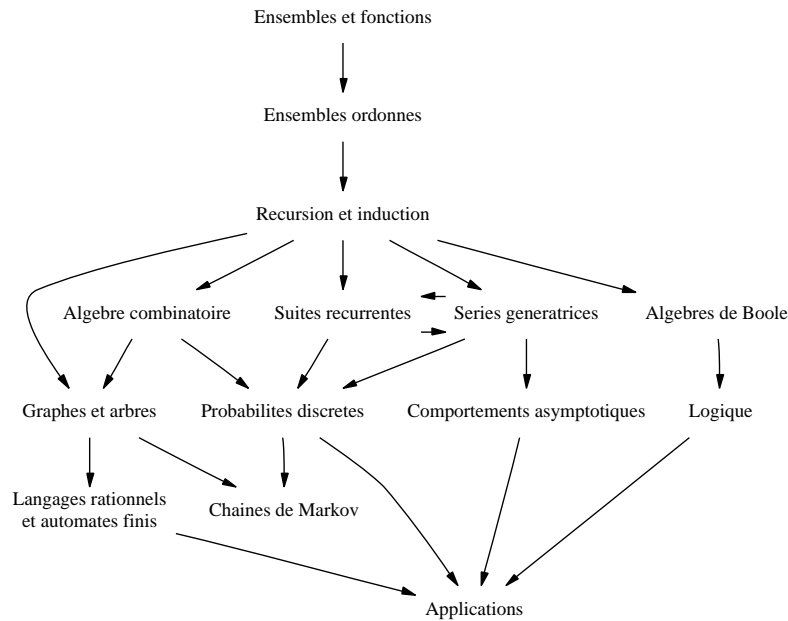 Ensembles et fonctions
Ensembles ordonnes
Recursion et induction
Algebre combinatoire
Suites recurrentes
Series generatrices
Algebres de Boole
Graphes et arbres
Probabilites discretes
Comportements asymptotiques
Logique
Langages rationnels
et automates finis
Chaines de Markov
Applications